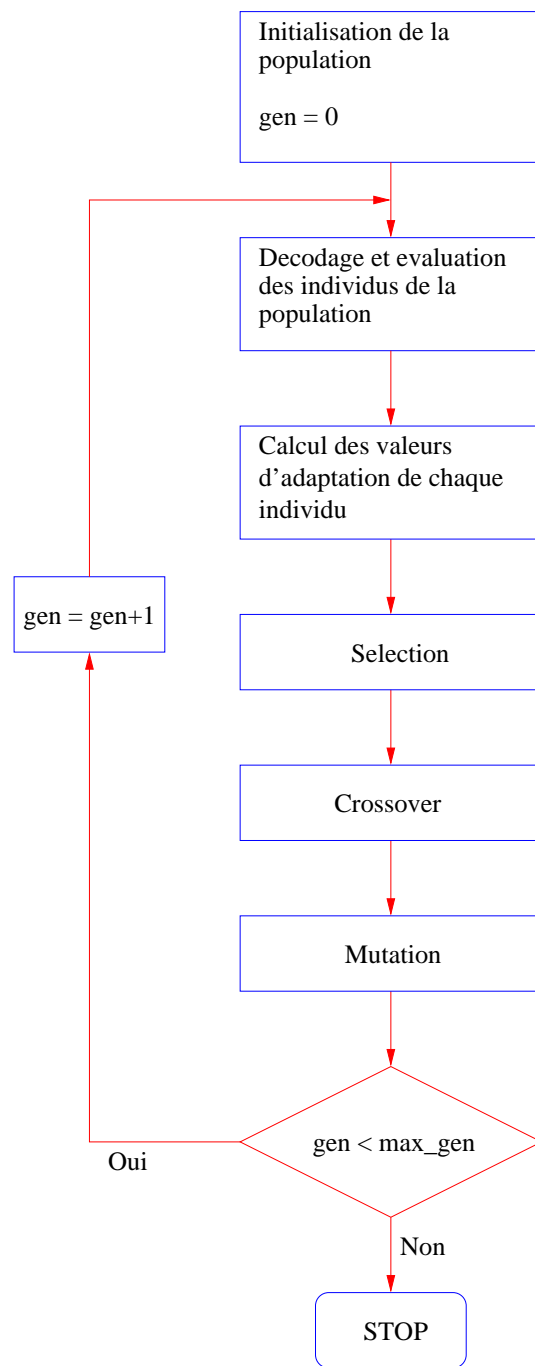 Initialisation de la
population
gen = 0
Decodage et evaluation
des individus de la
population
Calcul des valeurs
d'adaptation de chaque
individu
gen = gen+1
Selection
Crossover
Mutation
gen < max_gen
Oui
Non
STOP